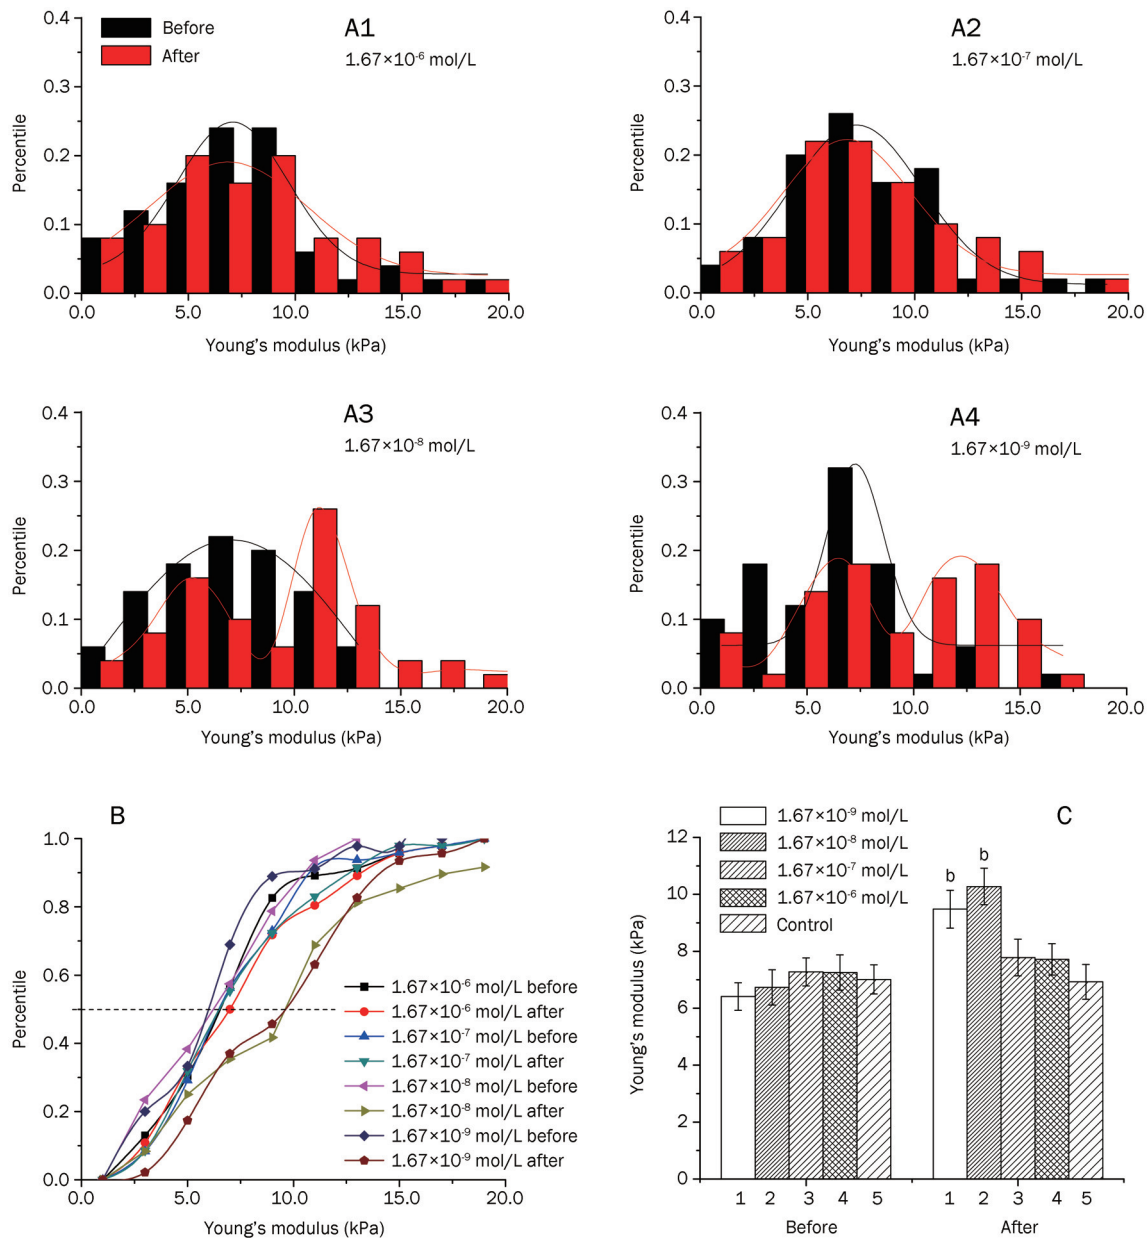 Before
After
A1
1.67×10⁻⁶ mol/L
0.4
0.3
0.2
0.1
0.0
Percentile
0.0 5.0 10.0 15.0 20.0
Young's modulus (kPa)
A2
1.67×10⁻⁷ mol/L
0.4
0.3
0.2
0.1
0.0
Percentile
0.0 5.0 10.0 15.0 20.0
Young's modulus (kPa)
A3
1.67×10⁻⁸ mol/L
0.4
0.3
0.2
0.1
0.0
Percentile
0.0 5.0 10.0 15.0 20.0
Young's modulus (kPa)
A4
1.67×10⁻⁹ mol/L
0.4
0.3
0.2
0.1
0.0
Percentile
0.0 5.0 10.0 15.0 20.0
Young's modulus (kPa)
B
1.0
0.8
0.6
0.4
0.2
0.0
Percentile
1.67×10⁻⁶ mol/L before
1.67×10⁻⁶ mol/L after
1.67×10⁻⁷ mol/L before
1.67×10⁻⁷ mol/L after
1.67×10⁻⁸ mol/L before
1.67×10⁻⁸ mol/L after
1.67×10⁻⁹ mol/L before
1.67×10⁻⁹ mol/L after
0.0 5.0 10.0 15.0 20.0
Young's modulus (kPa)
C
1.67×10⁻⁹ mol/L
1.67×10⁻⁸ mol/L
1.67×10⁻⁷ mol/L
1.67×10⁻⁶ mol/L
Control
12
10
8
6
4
2
0
Young's modulus (kPa)
b b
1 2 3 4 5 1 2 3 4 5
Before After